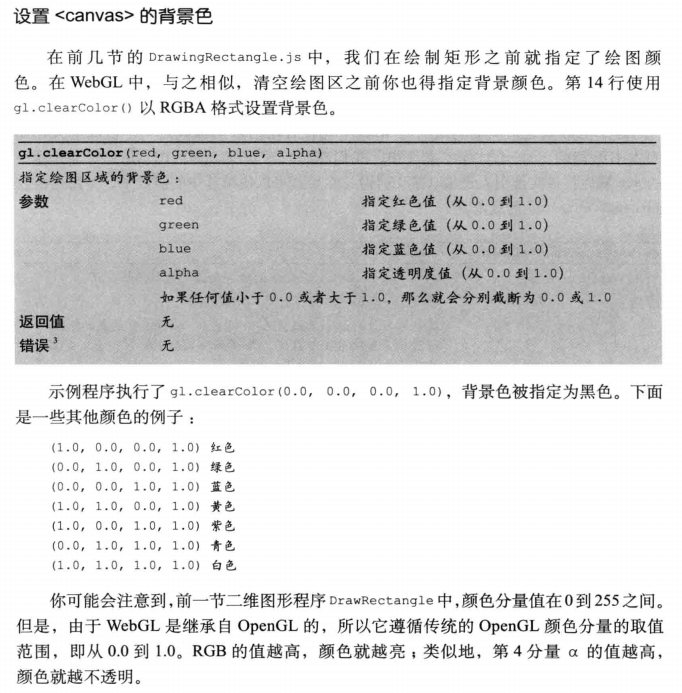 设置 <canvas> 的背景色
在前几节的 DrawingRectangle.js 中，我们在绘制矩形之前就指定了绘图颜
色。在 WebGL 中，与之相似，清空绘图区之前你也得指定背景颜色。第 14 行使用
gl.clearColor() 以 RGBA 格式设置背景色。
gl.clearColor(red, green, blue, alpha)
指定绘图区域的背景色：
参数 red 指定红色值（从 0.0 到 1.0）
green 指定绿色值（从 0.0 到 1.0）
blue 指定蓝色值（从 0.0 到 1.0）
alpha 指定透明度值（从 0.0 到 1.0）
如果任何值小于 0.0 或者大于 1.0，那么就会分别截断为 0.0 或 1.0
返回值 无
错误³ 无
示例程序执行了 gl.clearColor(0.0, 0.0, 0.0, 1.0)，背景色被指定为黑色。下面
是一些其他颜色的例子：
(1.0, 0.0, 0.0, 1.0) 红色
(0.0, 1.0, 0.0, 1.0) 绿色
(0.0, 0.0, 1.0, 1.0) 蓝色
(1.0, 1.0, 0.0, 1.0) 黄色
(1.0, 0.0, 1.0, 1.0) 紫色
(0.0, 1.0, 1.0, 1.0) 青色
(1.0, 1.0, 1.0, 1.0) 白色
你可能会注意到，前一节二维图形程序 DrawRectangle 中，颜色分量值在 0 到 255 之间。
但是，由于 WebGL 是继承自 OpenGL 的，所以它遵循传统的 OpenGL 颜色分量的取值
范围，即从 0.0 到 1.0。RGB 的值越高，颜色就越亮；类似地，第 4 分量 α 的值越高，
颜色就越不透明。